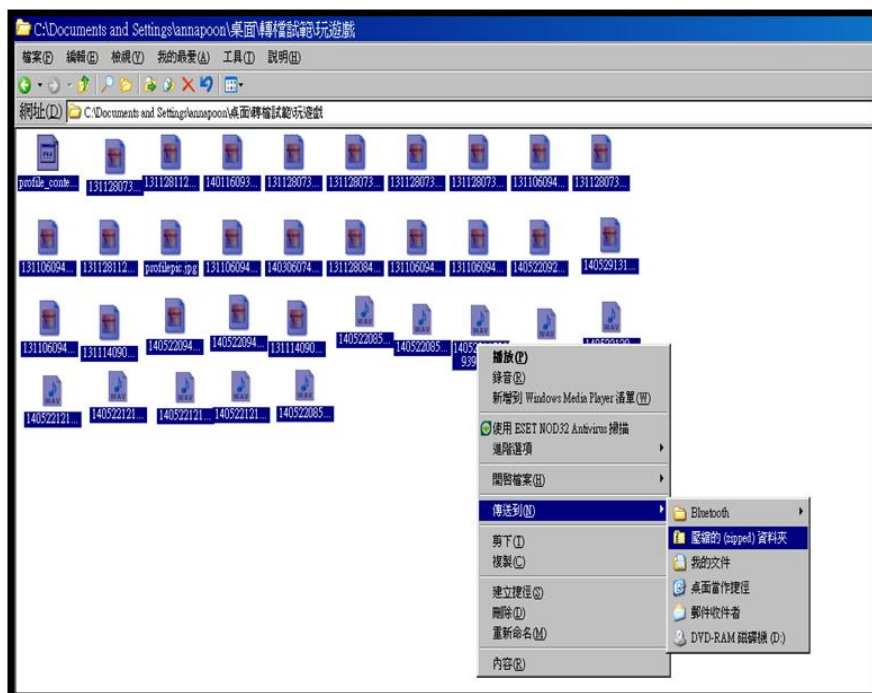 C:\Documents and Settings\annapoon\桌面\轉檔試範\玩遊戲
檔案(F) 編輯(E) 檢視(V) 我的最愛(A) 工具(T) 說明(H)
網址(D) C:\Documents and Settings\annapoon\桌面\轉檔試範\玩遊戲
profile_conte... 131128073... 131128112... 140116093... 131128073... 131128073... 131128073... 131128073... 131106094... 131128073...
131106094... 131128112... profilepic.jpg 131106094... 140306074... 131128084... 131106094... 131106094... 140522092... 140529131...
131106094... 131114090... 140522094... 140522094... 131114090... 140522085... 140522085...
140522121... 140522121... 140522121... 140522121... 140522085...
播放(P)
錄音(R)
新增到 Windows Media Player 清單(W)
使用 ESET NOD32 Antivirus 掃描
進階選項
開啓檔案(H)
傳送到(N)
剪下(T)
複製(C)
建立捷徑(S)
刪除(D)
重新命名(M)
內容(R)
Bluetooth
壓縮的 (zipped) 資料夾
我的文件
桌面當作捷徑
郵件收件者
DVD-RAM 磁碟機 (D:)